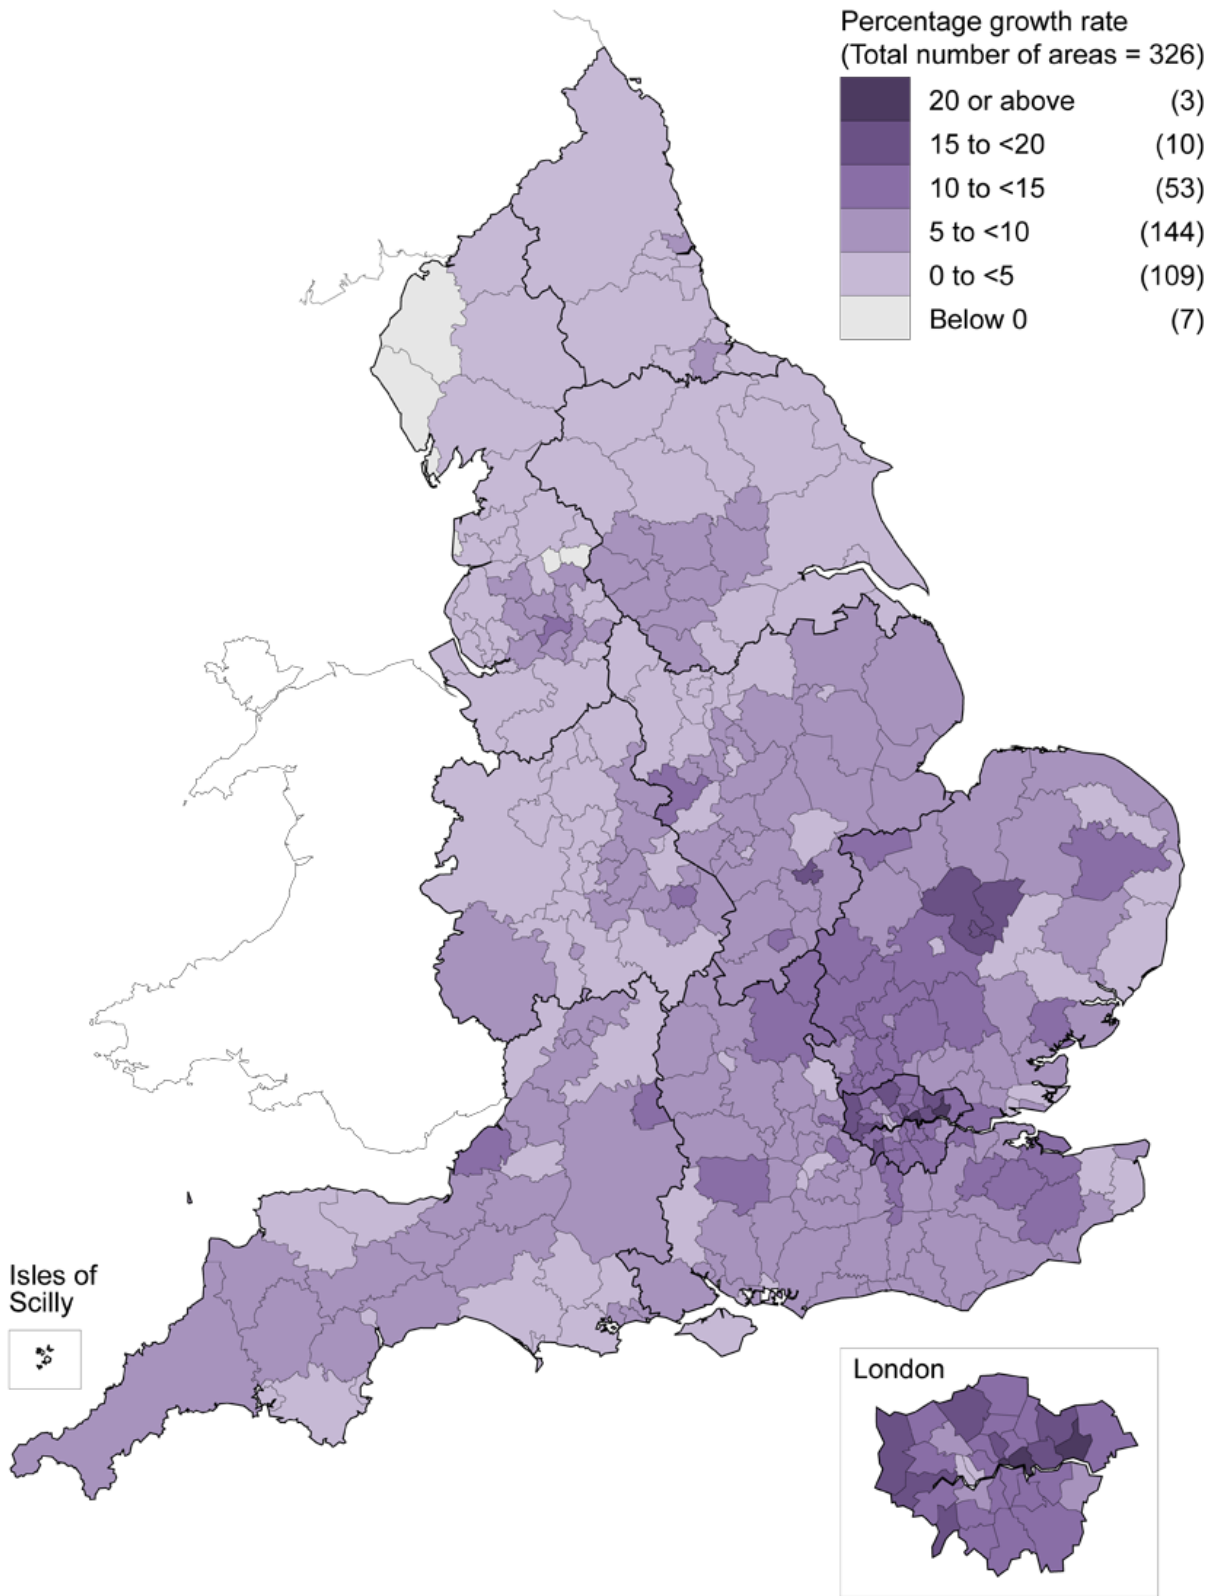 Percentage growth rate
(Total number of areas = 326)
20 or above (3)
15 to <20 (10)
10 to <15 (53)
5 to <10 (144)
0 to <5 (109)
Below 0 (7)
Isles of
Scilly
London